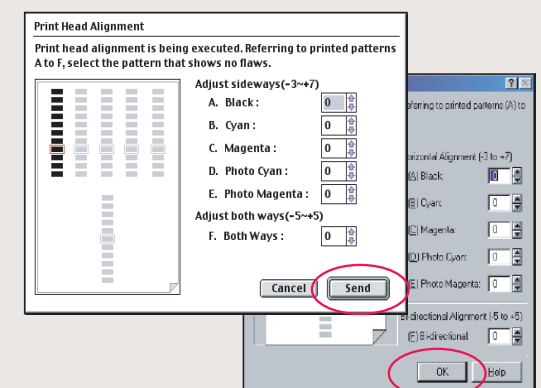 Print Head Alignment
Print head alignment is being executed. Referring to printed patterns
A to F, select the pattern that shows no flaws.
Adjust sideways(-3~+7)
A. Black : 0
B. Cyan : 0
C. Magenta : 0
D. Photo Cyan : 0
E. Photo Magenta : 0
Adjust both ways(-5~+5)
F. Both Ways : 0
Cancel Send
referring to printed patterns (A) to
orizontal Alignment (-3 to +7)
(A) Black: 0
(B) Cyan: 0
(C) Magenta: 0
(D) Photo Cyan: 0
(E) Photo Magenta: 0
Bi-directional Alignment (-5 to +5)
(F) Bi-directional: 0
OK Help